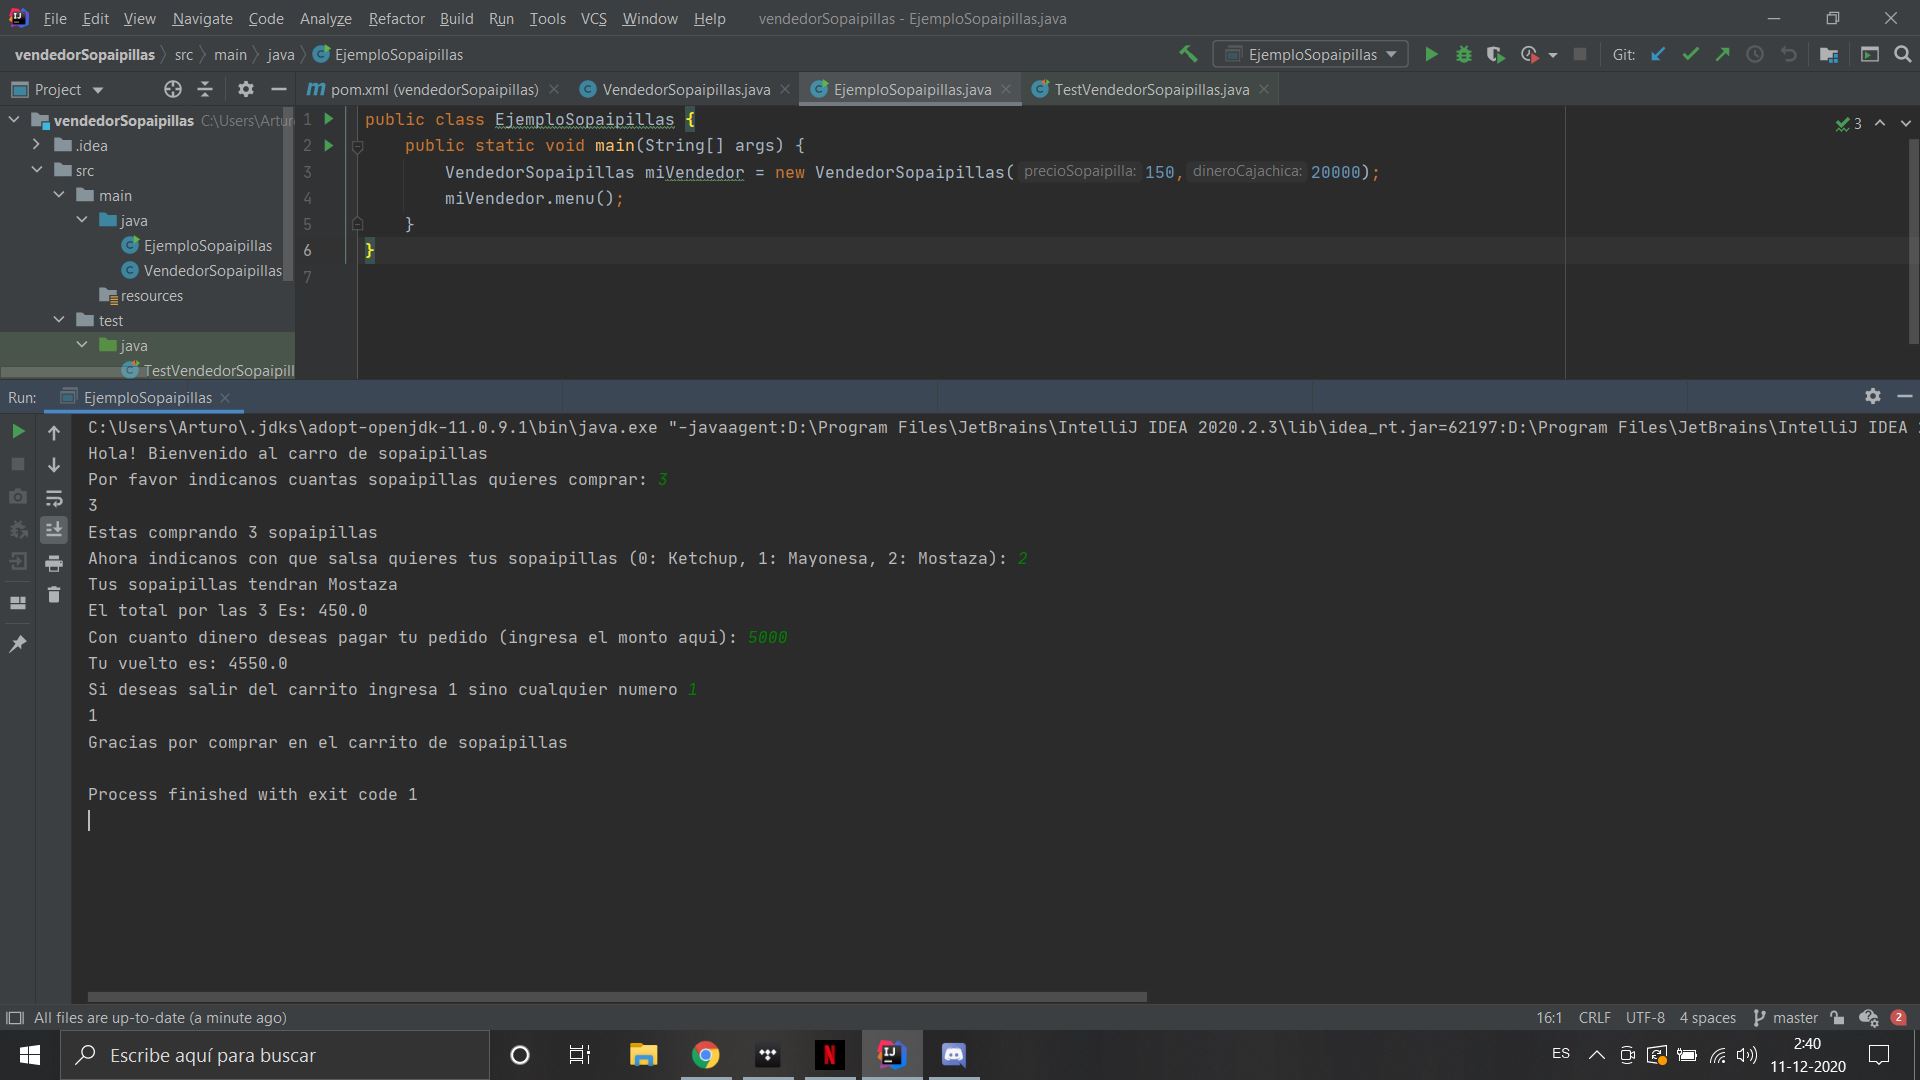 File Edit View Navigate Code Analyze Refactor Build Run Tools VCS Window Help vendedorSopaipillas - EjemploSopaipillas.java
vendedorSopaipillas src main java EjemploSopaipillas
EjemploSopaipillas
Git:
Project
pom.xml (vendedorSopaipillas)
VendedorSopaipillas.java
EjemploSopaipillas.java
TestVendedorSopaipillas.java
vendedorSopaipillas C:\Users\Artur
.idea
src
main
java
EjemploSopaipillas
VendedorSopaipillas
resources
test
java
TestVendedorSopaipill
3
1 public class EjemploSopaipillas {
2 public static void main(String[] args) {
3 VendedorSopaipillas miVendedor = new VendedorSopaipillas( precioSopaipilla: 150, dineroCajachica: 20000);
4 miVendedor.menu();
5 }
6 }
7
Run: EjemploSopaipillas
C:\Users\Arturo\.jdks\adopt-openjdk-11.0.9.1\bin\java.exe "-javaagent:D:\Program Files\JetBrains\IntelliJ IDEA 2020.2.3\lib\idea_rt.jar=62197:D:\Program Files\JetBrains\IntelliJ IDEA
Hola! Bienvenido al carro de sopaipillas
Por favor indicanos cuantas sopaipillas quieres comprar: 3
3
Estas comprando 3 sopaipillas
Ahora indicanos con que salsa quieres tus sopaipillas (0: Ketchup, 1: Mayonesa, 2: Mostaza): 2
Tus sopaipillas tendran Mostaza
El total por las 3 Es: 450.0
Con cuanto dinero deseas pagar tu pedido (ingresa el monto aqui): 5000
Tu vuelto es: 4550.0
Si deseas salir del carrito ingresa 1 sino cualquier numero 1
1
Gracias por comprar en el carrito de sopaipillas
Process finished with exit code 1
All files are up-to-date (a minute ago)
16:1 CRLF UTF-8 4 spaces master 2
Escribe aquí para buscar
ES
2:40
11-12-2020